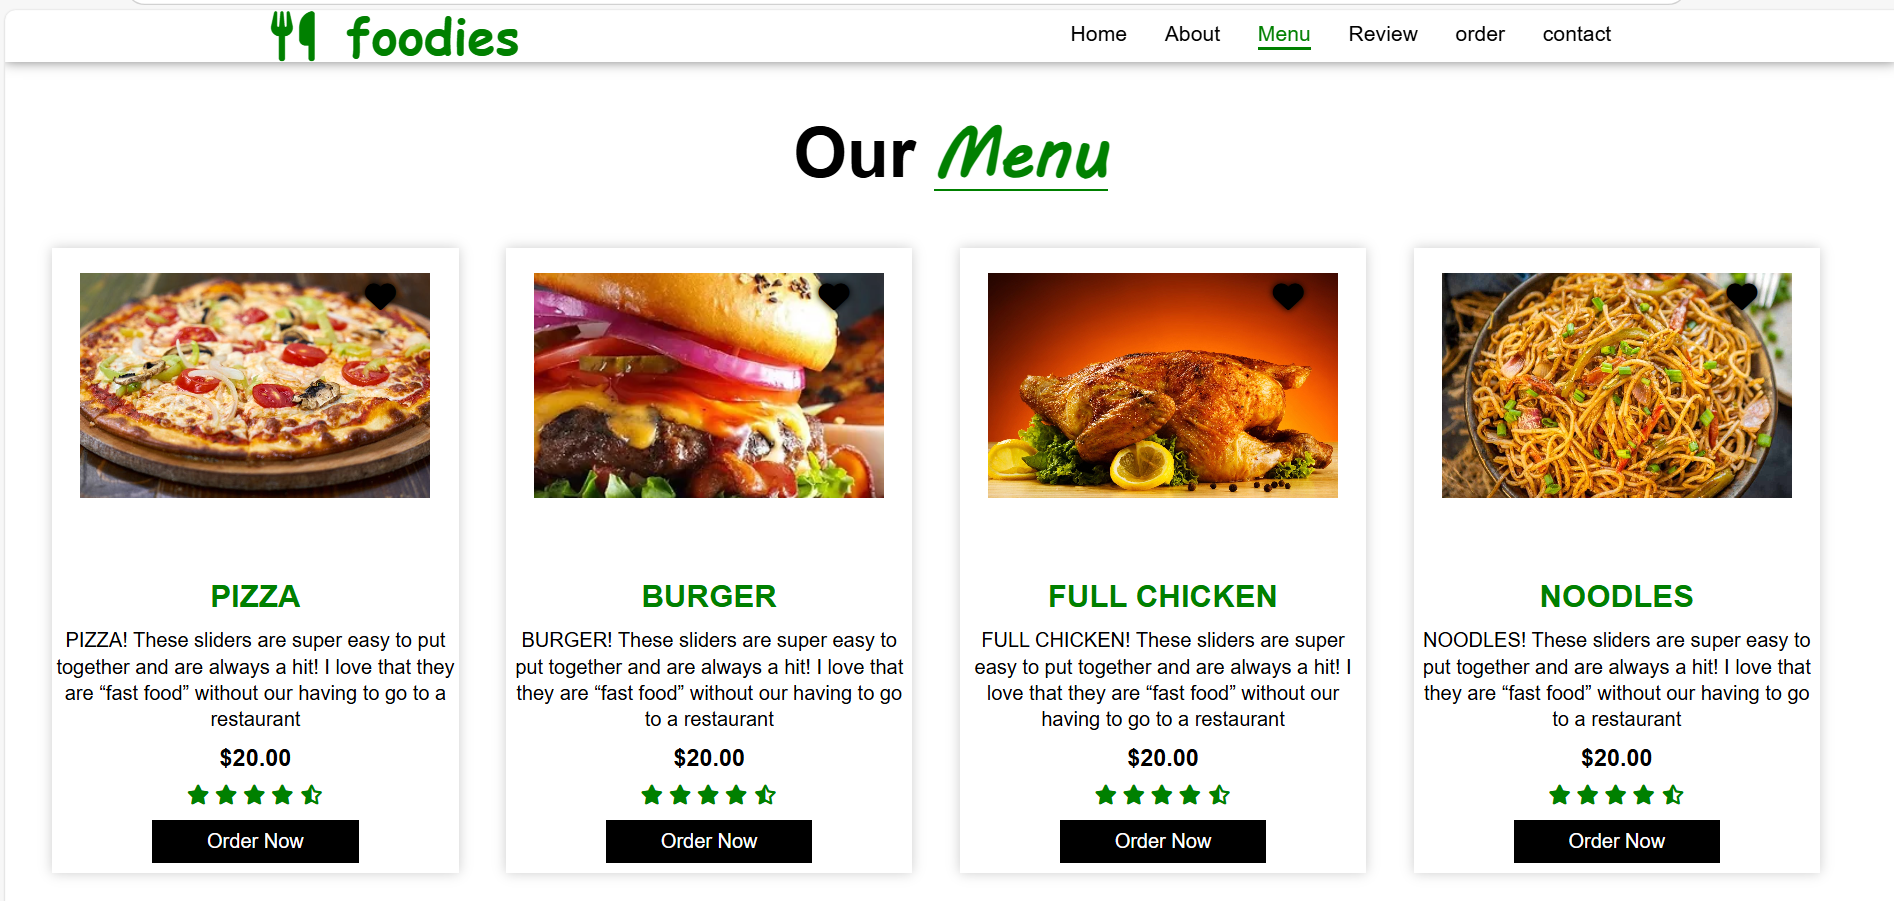 foodies
Home About Menu Review order contact
Our Menu
PIZZA
PIZZA! These sliders are super easy to put
together and are always a hit! I love that they
are “fast food” without our having to go to a
restaurant
$20.00
Order Now
BURGER
BURGER! These sliders are super easy to
put together and are always a hit! I love that
they are “fast food” without our having to go
to a restaurant
$20.00
Order Now
FULL CHICKEN
FULL CHICKEN! These sliders are super
easy to put together and are always a hit! I
love that they are “fast food” without our
having to go to a restaurant
$20.00
Order Now
NOODLES
NOODLES! These sliders are super easy to
put together and are always a hit! I love that
they are “fast food” without our having to go
to a restaurant
$20.00
Order Now